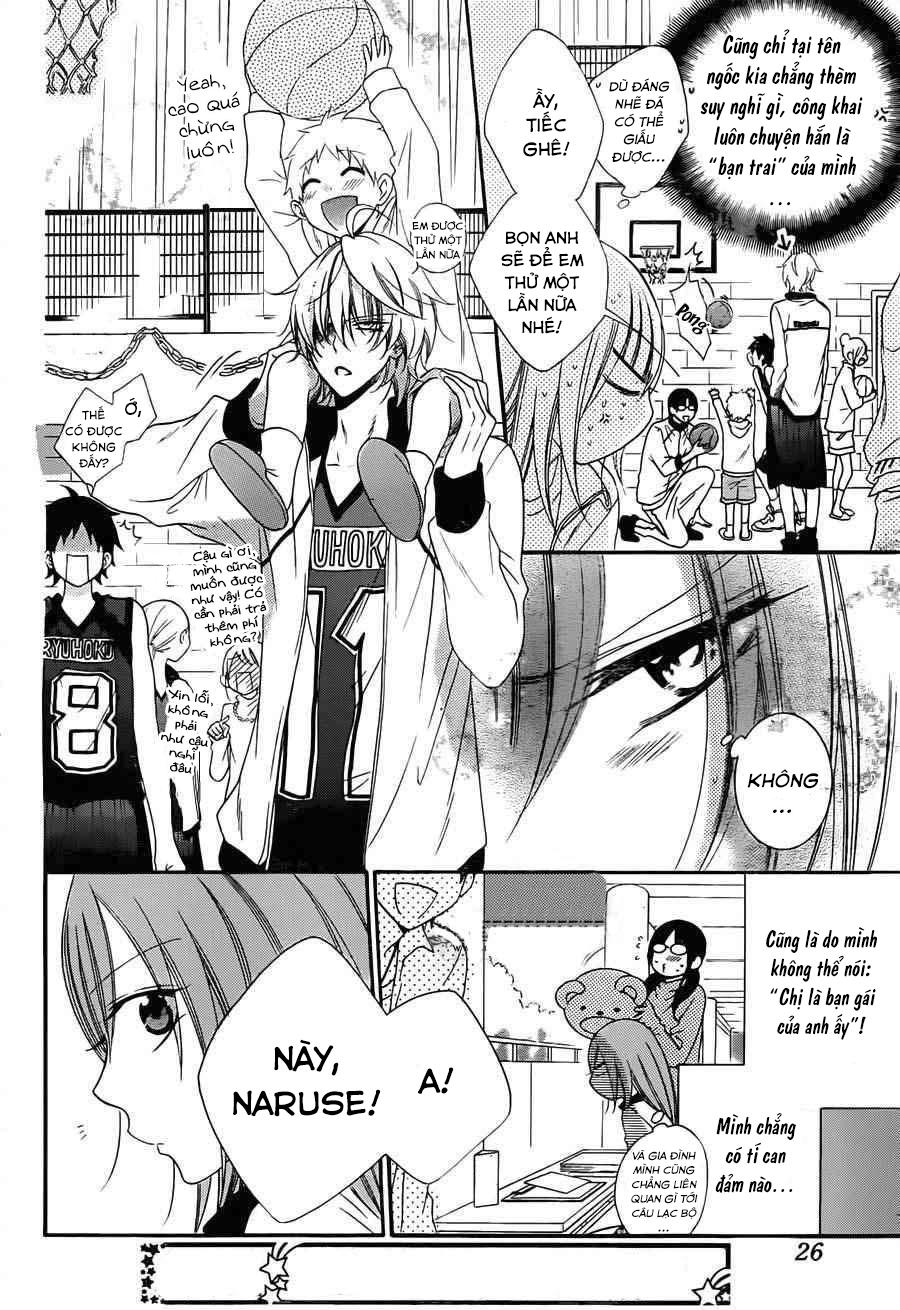 Cũng chỉ tại tên
ngốc kia chẳng thèm
suy nghĩ gì, công khai
luôn chuyện hắn là
“bạn trai” của mình
...
DÙ ĐÁNG
NHẼ ĐÃ
CÓ THỂ
GIẤU
ĐƯỢC...
ẦY,
TIẾC
GHÊ!
BỌN ANH
SẼ ĐỂ EM
THỬ MỘT
LẦN NỮA
NHÉ!
Pong
Yeah,
cao quá
chừng
luôn!
EM ĐƯỢC
THỬ MỘT
LẦN NỮA
Ớ,
THẾ
CÓ ĐƯỢC
KHÔNG
ĐẤY?
Cậu gì ơi,
mình cũng
muốn được
như vậy! Có
cần phải trả
thêm phí
không?
Xin lỗi,
không
phải
như cậu
nghĩ
đâu
RYUHOKU
8
YUHOKU
11
KHÔNG
...
Cũng là do mình
không thể nói:
“Chị là bạn gái
của anh ấy”!
Mình chẳng
có tí can
đảm nào...
VÀ GIA ĐÌNH
MÌNH CŨNG
CHẲNG LIÊN
QUAN GÌ TỚI
CÂU LẠC BỘ
...
A!
NÀY,
NARUSE!
26